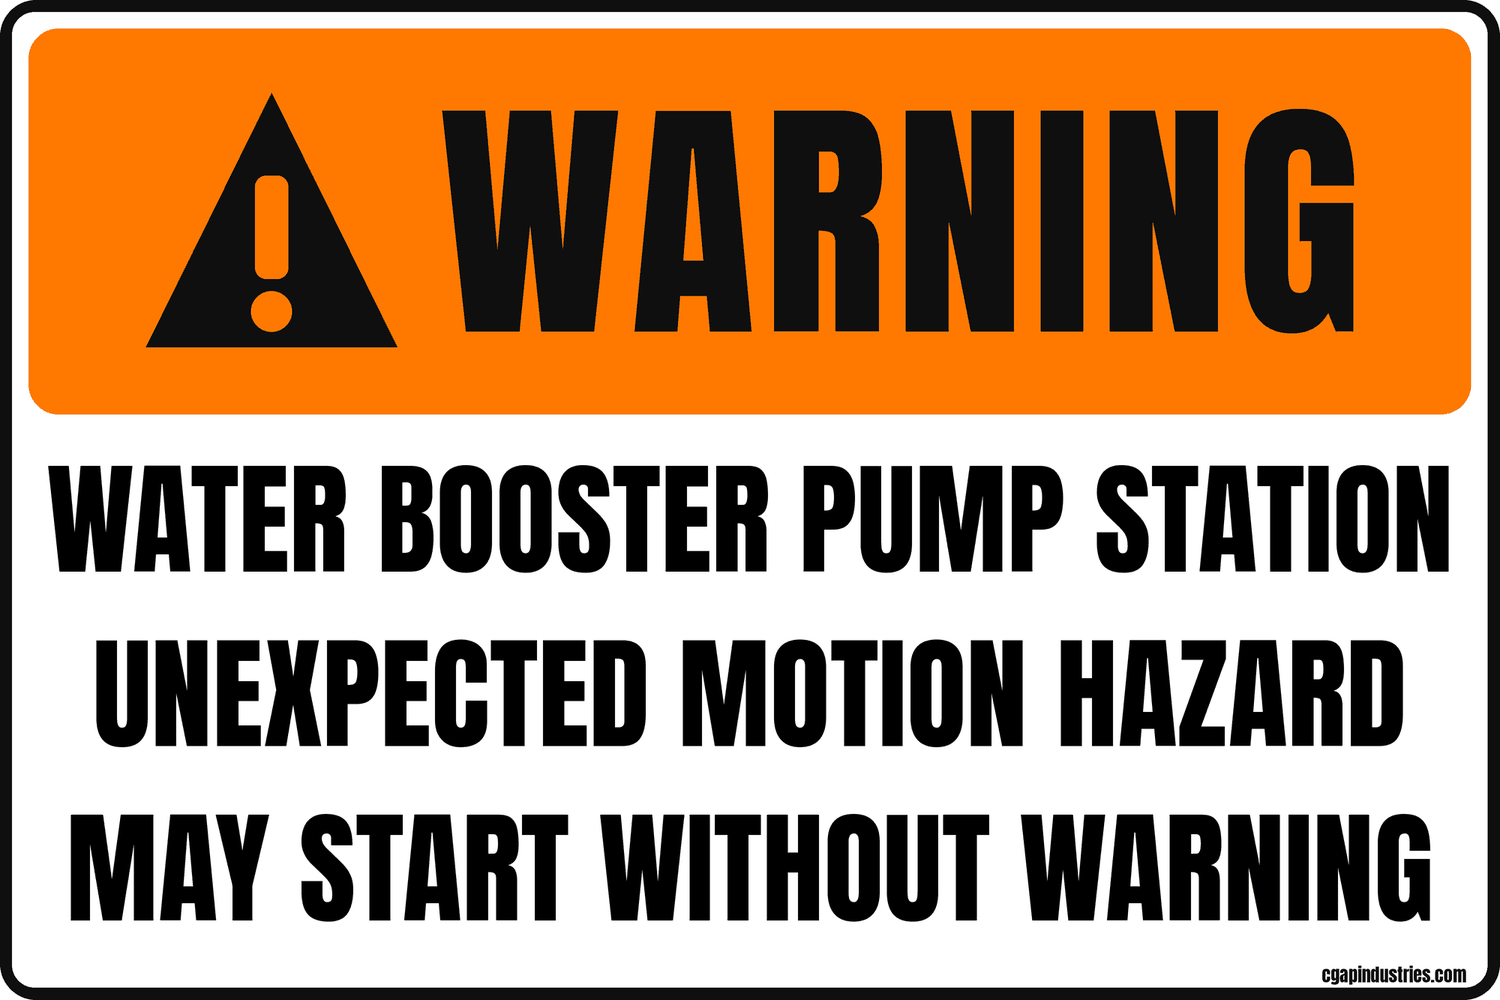 WARNING
WATER BOOSTER PUMP STATION
UNEXPECTED MOTION HAZARD
MAY START WITHOUT WARNING
cgapindustries.com